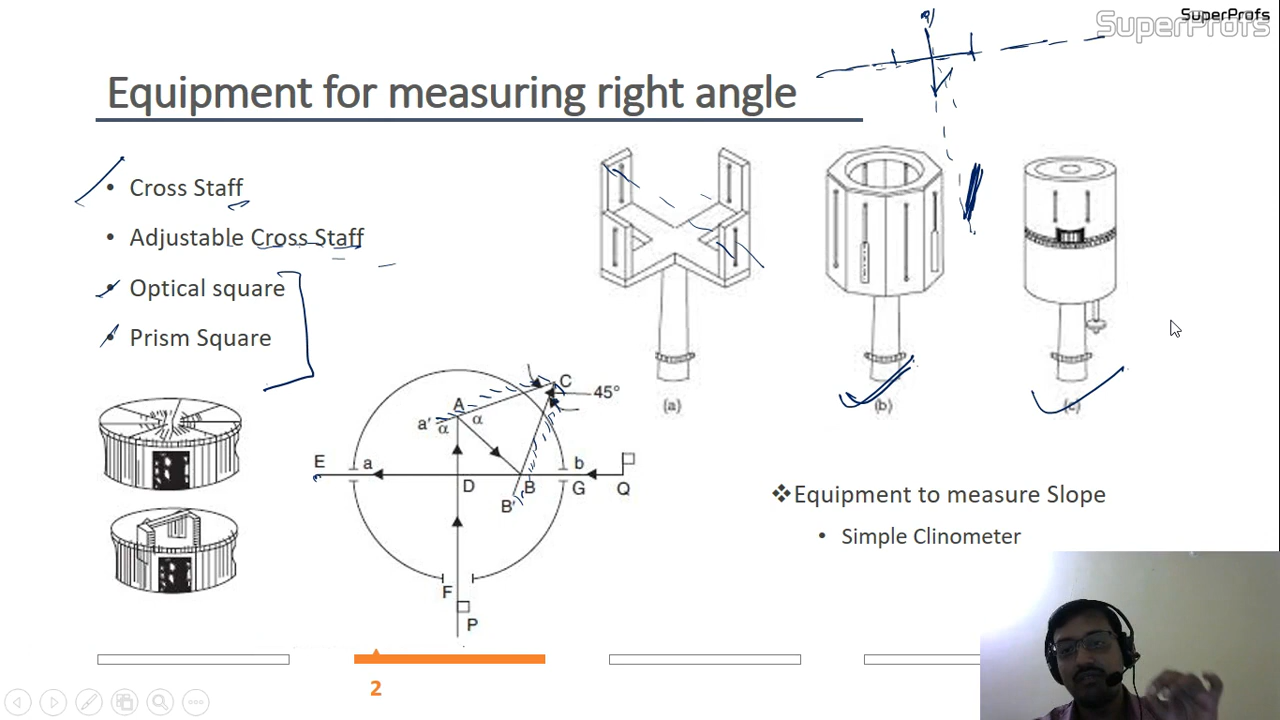 SuperProfs
SuperProfs
Equipment for measuring right angle
• Cross Staff
• Adjustable Cross Staff
• Optical square
• Prism Square
(a)
(b)
(c)
C
45°
A
a' α α
E a b
D B G Q
B'
F
P
❖Equipment to measure Slope
• Simple Clinometer
2